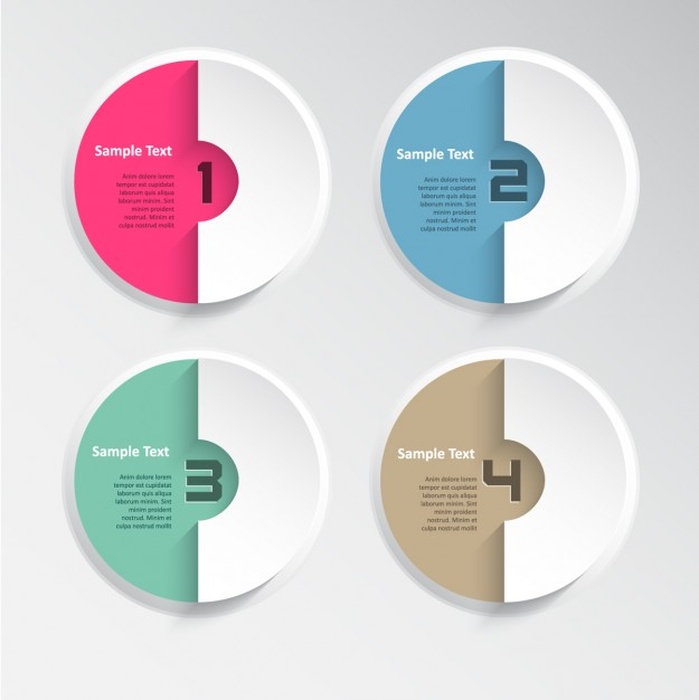 Sample Text
1
Anim dolore lorem
tempor est cupidatat
laborum quis aliqua
laborum minim. Sint
minim proident
nostrud. Minim et
culpa nostrud mollit
Sample Text
2
Anim dolore lorem
tempor est cupidatat
laborum quis aliqua
laborum minim. Sint
minim proident
nostrud. Minim et
culpa nostrud mollit
Sample Text
3
Anim dolore lorem
tempor est cupidatat
laborum quis aliqua
laborum minim. Sint
minim proident
nostrud. Minim et
culpa nostrud mollit
Sample Text
4
Anim dolore lorem
tempor est cupidatat
laborum quis aliqua
laborum minim. Sint
minim proident
nostrud. Minim et
culpa nostrud mollit